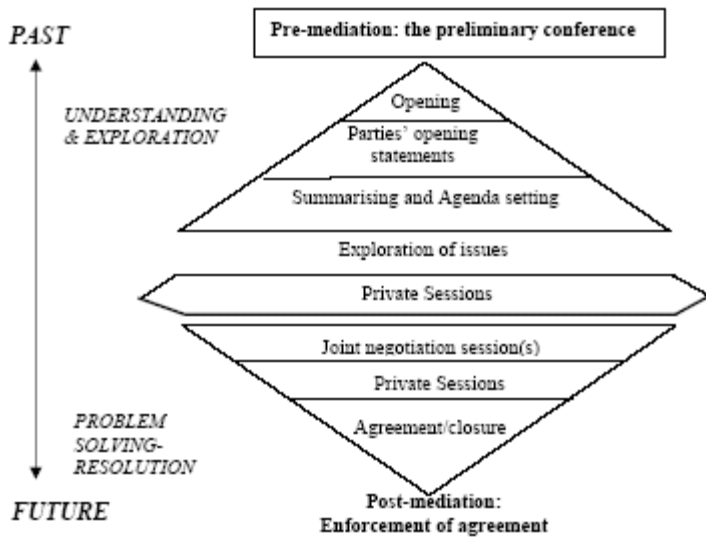 PAST
Pre-mediation: the preliminary conference
UNDERSTANDING
& EXPLORATION
Opening
Parties' opening
statements
Summarising and Agenda setting
Exploration of issues
Private Sessions
Joint negotiation session(s)
Private Sessions
Agreement/closure
PROBLEM
SOLVING-
RESOLUTION
FUTURE
Post-mediation:
Enforcement of agreement